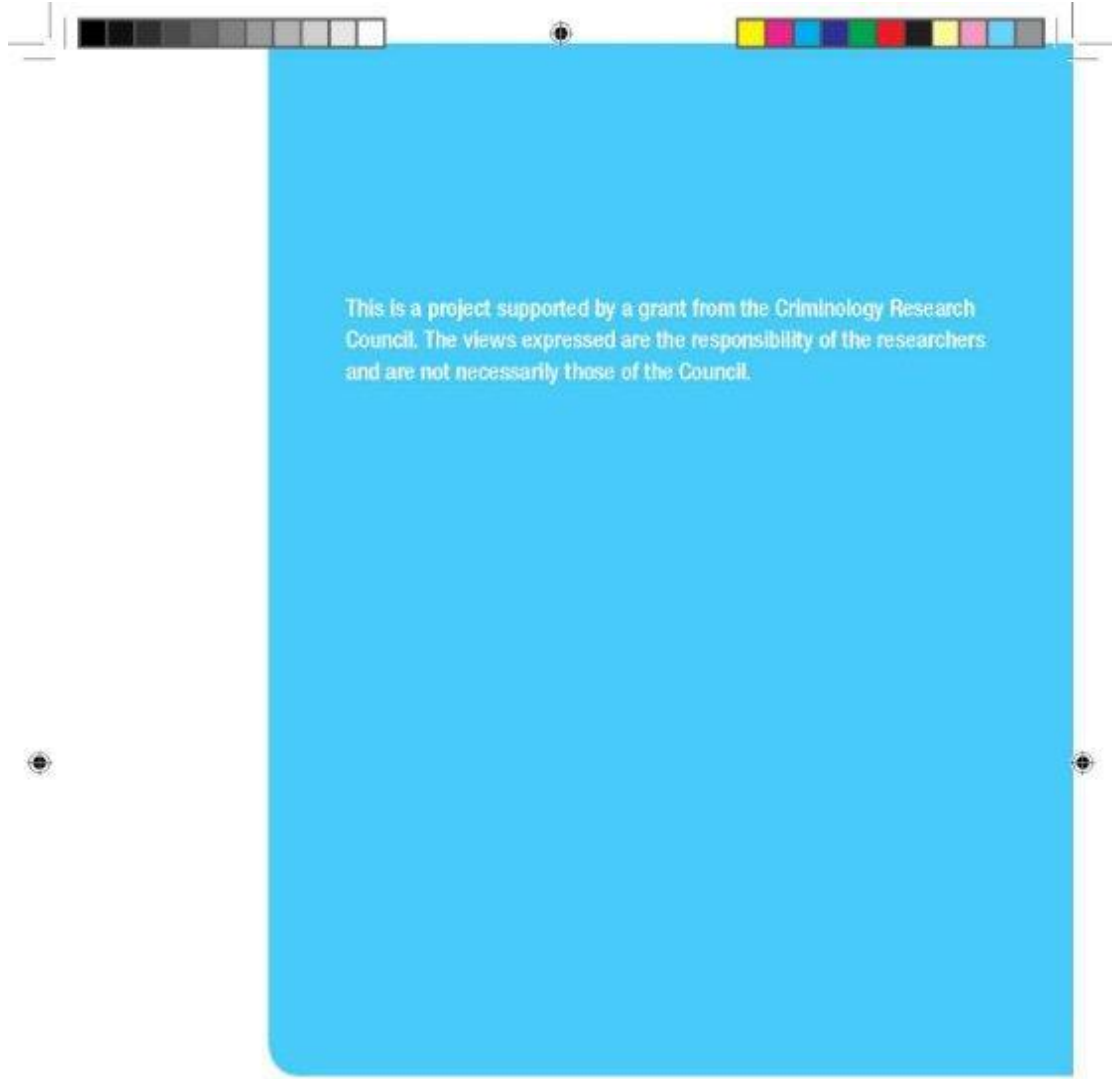 This is a project supported by a grant from the Criminology Research
Council. The views expressed are the responsibility of the researchers
and are not necessarily those of the Council.